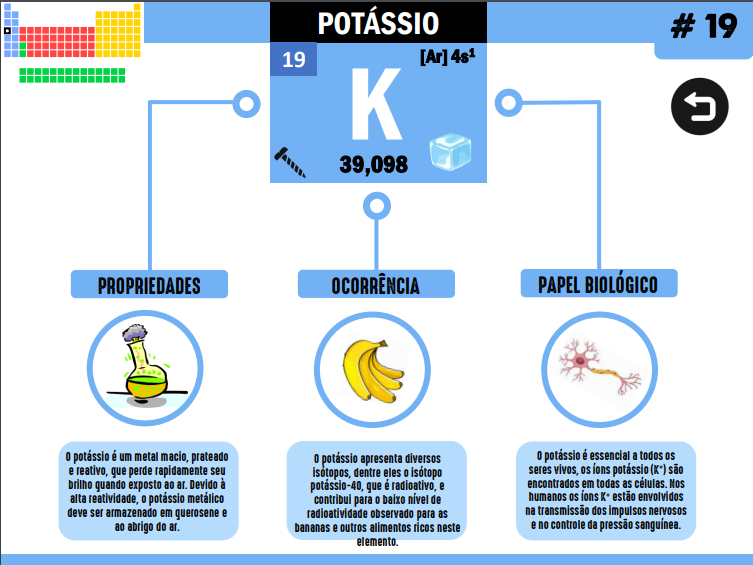 POTÁSSIO
# 19
19
[Ar] 4s¹
K
39,098
PROPRIEDADES
OCORRÊNCIA
PAPEL BIOLÓGICO
O potássio é um metal macio, prateado
e reativo, que perde rapidamente seu
brilho quando exposto ao ar. Devido à
alta reatividade, o potássio metálico
deve ser armazenado em querosene e
ao abrigo do ar.
O potássio apresenta diversos
isótopos, dentre eles o isótopo
potássio-40, que é radioativo, e
contribui para o baixo nível de
radioatividade observado para as
bananas e outros alimentos ricos neste
elemento.
O potássio é essencial a todos os
seres vivos, os íons potássio (K⁺) são
encontrados em todas as células. Nos
humanos os íons K⁺ estão envolvidos
na transmissão dos impulsos nervosos
e no controle da pressão sanguínea.